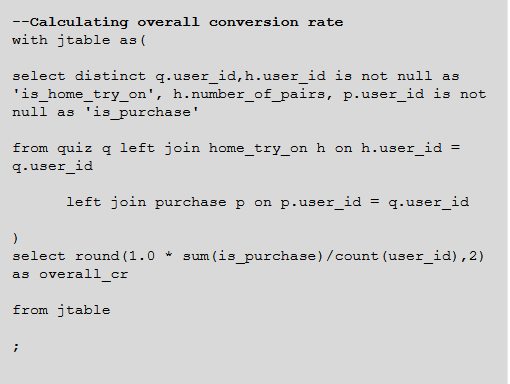 --Calculating overall conversion rate
with jtable as(
select distinct q.user_id,h.user_id is not null as
'is_home_try_on', h.number_of_pairs, p.user_id is not
null as 'is_purchase'
from quiz q left join home_try_on h on h.user_id =
q.user_id
left join purchase p on p.user_id = q.user_id
)
select round(1.0 * sum(is_purchase)/count(user_id),2)
as overall_cr
from jtable
;